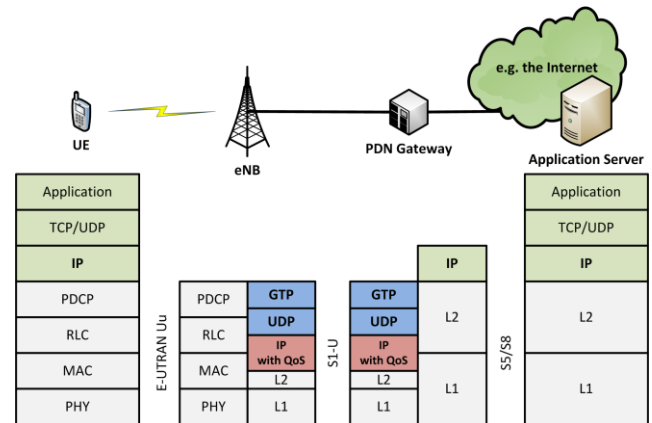 e.g. the Internet
UE
eNB
PDN Gateway
Application Server
Application
TCP/UDP
IP
PDCP
RLC
MAC
PHY
E-UTRAN Uu
PDCP
RLC
MAC
PHY
GTP
UDP
IP
with QoS
L2
L1
S1-U
GTP
UDP
IP
with QoS
L2
L1
IP
L2
L1
S5/S8
Application
TCP/UDP
IP
L2
L1